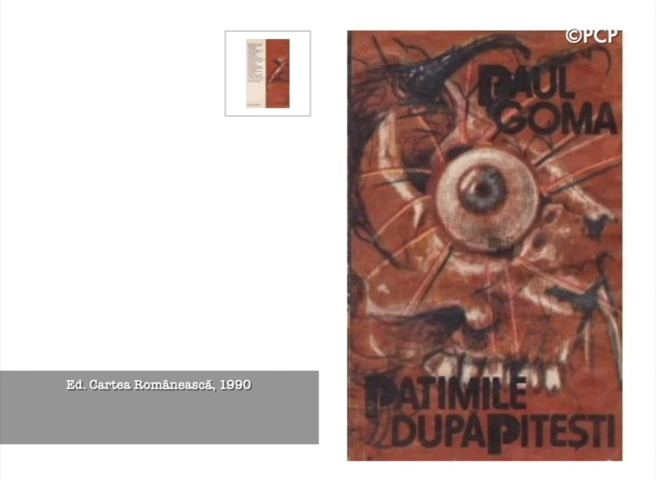 ©PCP
PAUL
GOMA
PATIMILE
DUPĂ PITEȘTI
Ed. Cartea Românească, 1990